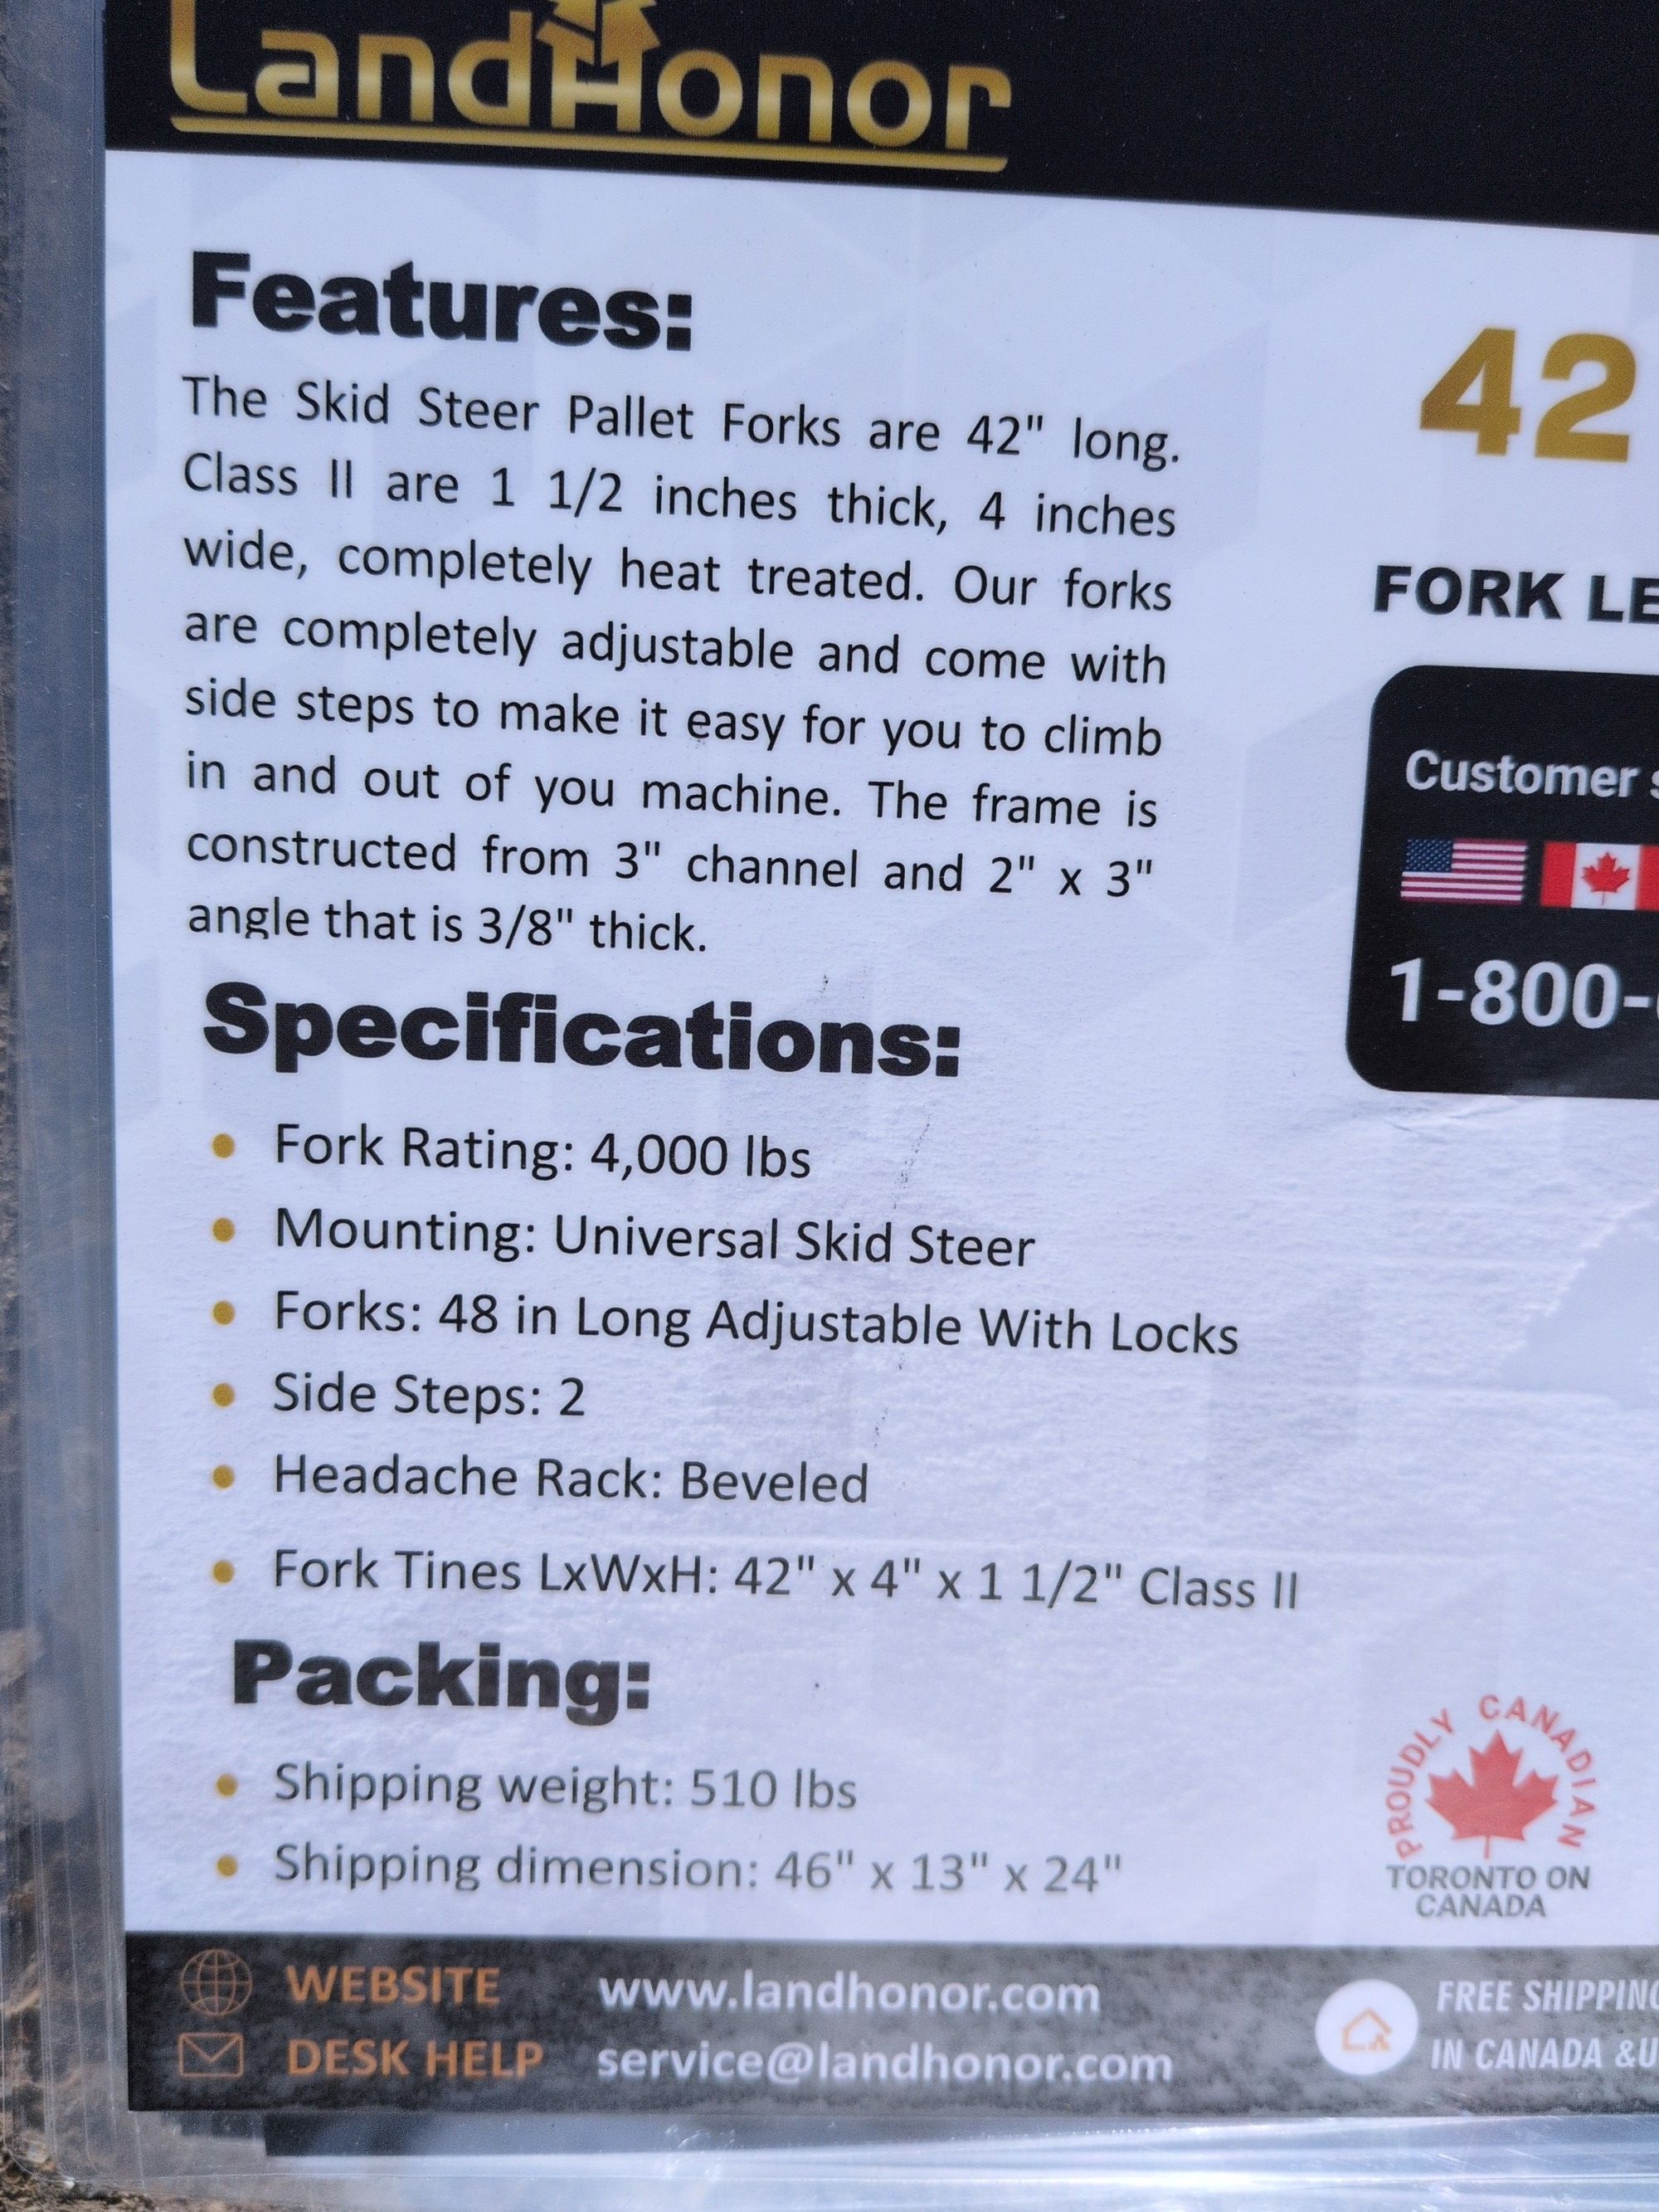 LandHonor
Features:
The Skid Steer Pallet Forks are 42" long.
Class II are 1 1/2 inches thick, 4 inches
wide, completely heat treated. Our forks
are completely adjustable and come with
side steps to make it easy for you to climb
in and out of you machine. The frame is
constructed from 3" channel and 2" x 3"
angle that is 3/8" thick.
42
FORK LE
Customer
1-800-
Specifications:
• Fork Rating: 4,000 lbs
• Mounting: Universal Skid Steer
• Forks: 48 in Long Adjustable With Locks
• Side Steps: 2
• Headache Rack: Beveled
• Fork Tines LxWxH: 42" x 4" x 1 1/2" Class II
Packing:
• Shipping weight: 510 lbs
• Shipping dimension: 46" x 13" x 24"
PROUDLY CANADIAN
TORONTO ON
CANADA
WEBSITE www.landhonor.com
DESK HELP service@landhonor.com
FREE SHIPPING
IN CANADA &U